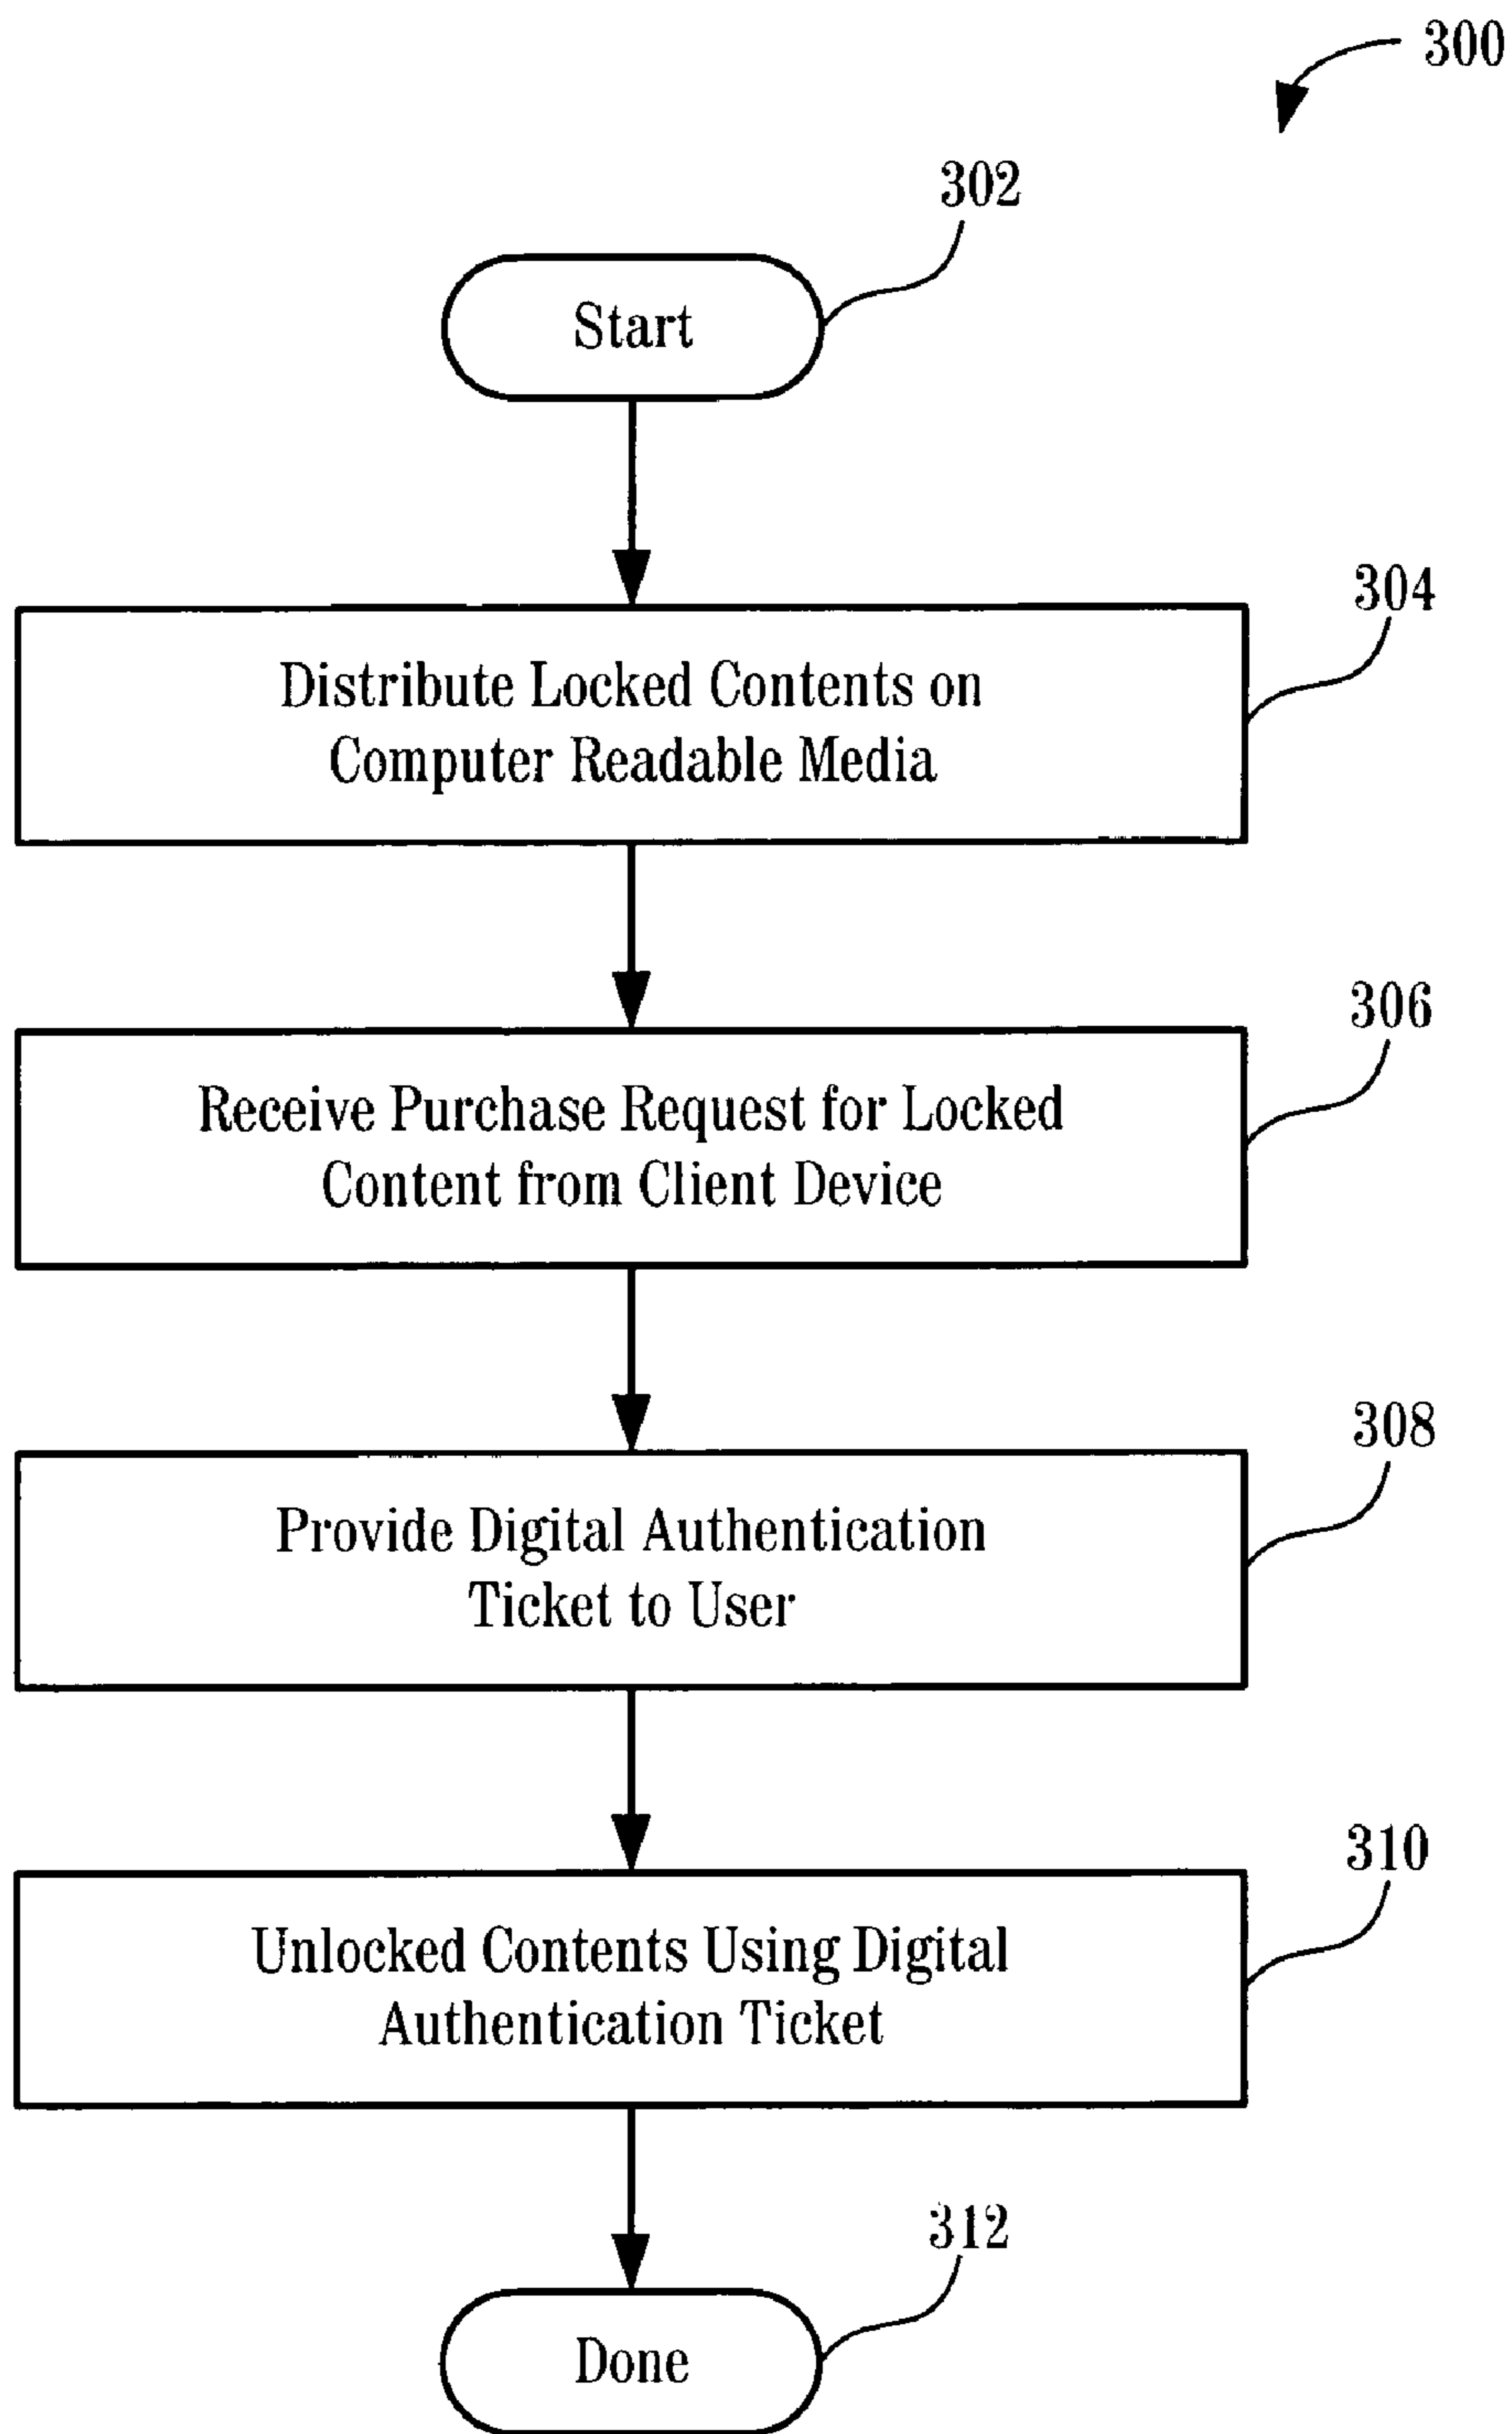 300
302
Start
304
Distribute Locked Contents on
Computer Readable Media
306
Receive Purchase Request for Locked
Content from Client Device
308
Provide Digital Authentication
Ticket to User
310
Unlocked Contents Using Digital
Authentication Ticket
312
Done